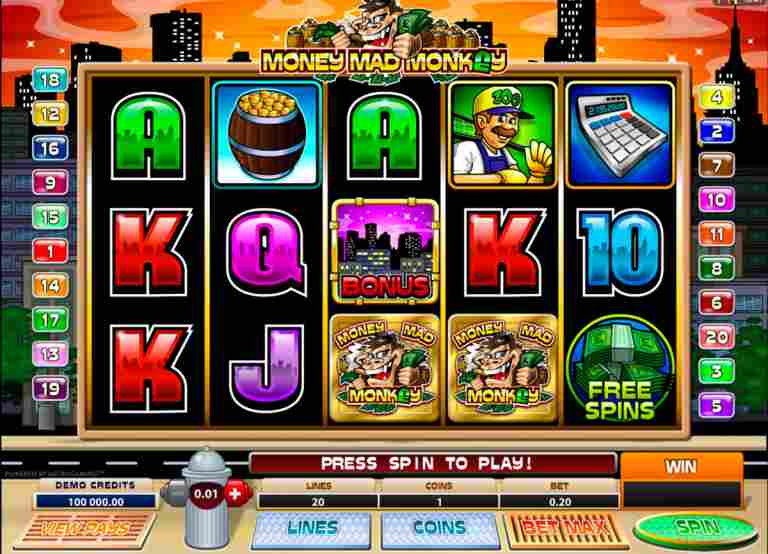 MONEY MAD MONKEY
18
12
16
9
15
1
14
17
13
19
A
A
ZOO
K
Q
BONUS
K
10
K
J
MONEY MAD
MONKEY
MONEY MAD
MONKEY
FREE
SPINS
4
2
7
10
11
8
6
20
3
5
PRESS SPIN TO PLAY!
WIN
DEMO CREDITS
100 000.00
0.01
LINES
20
COINS
1
BET
0.20
VIEW PAYS
LINES
COINS
BET MAX
SPIN